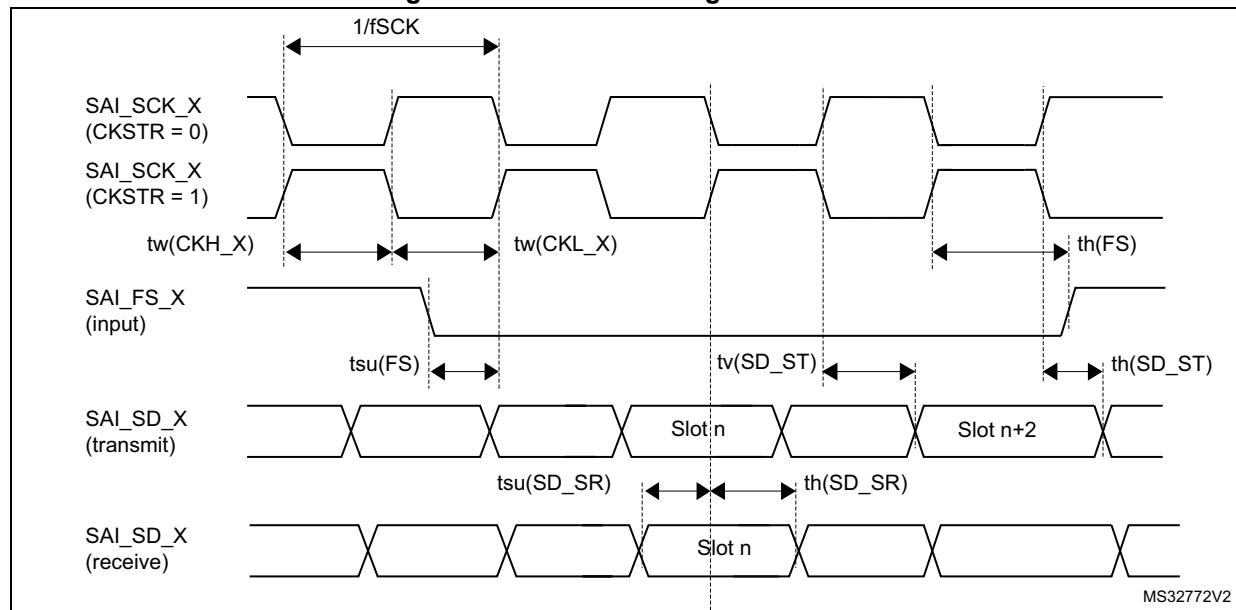 1/fSCK
SAI_SCK_X
(CKSTR = 0)
SAI_SCK_X
(CKSTR = 1)
tw(CKH_X)
tw(CKL_X)
th(FS)
SAI_FS_X
(input)
tsu(FS)
tv(SD_ST)
th(SD_ST)
SAI_SD_X
(transmit)
Slot n
Slot n+2
tsu(SD_SR)
th(SD_SR)
SAI_SD_X
(receive)
Slot n
MS32772V2